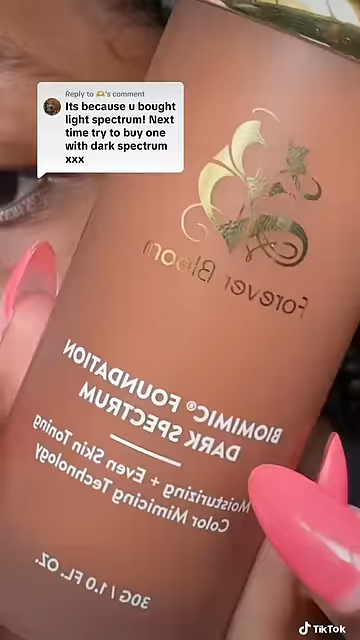 Reply to 🫶's comment
Its because u bought
light spectrum! Next
time try to buy one
with dark spectrum
xxx
Forever Bloom
BIOMIMIC® FOUNDATION
DARK SPECTRUM
Moisturizing + Even Skin Toning
Color Mimicing Technology
30G/1.0 FL. OZ.
TikTok